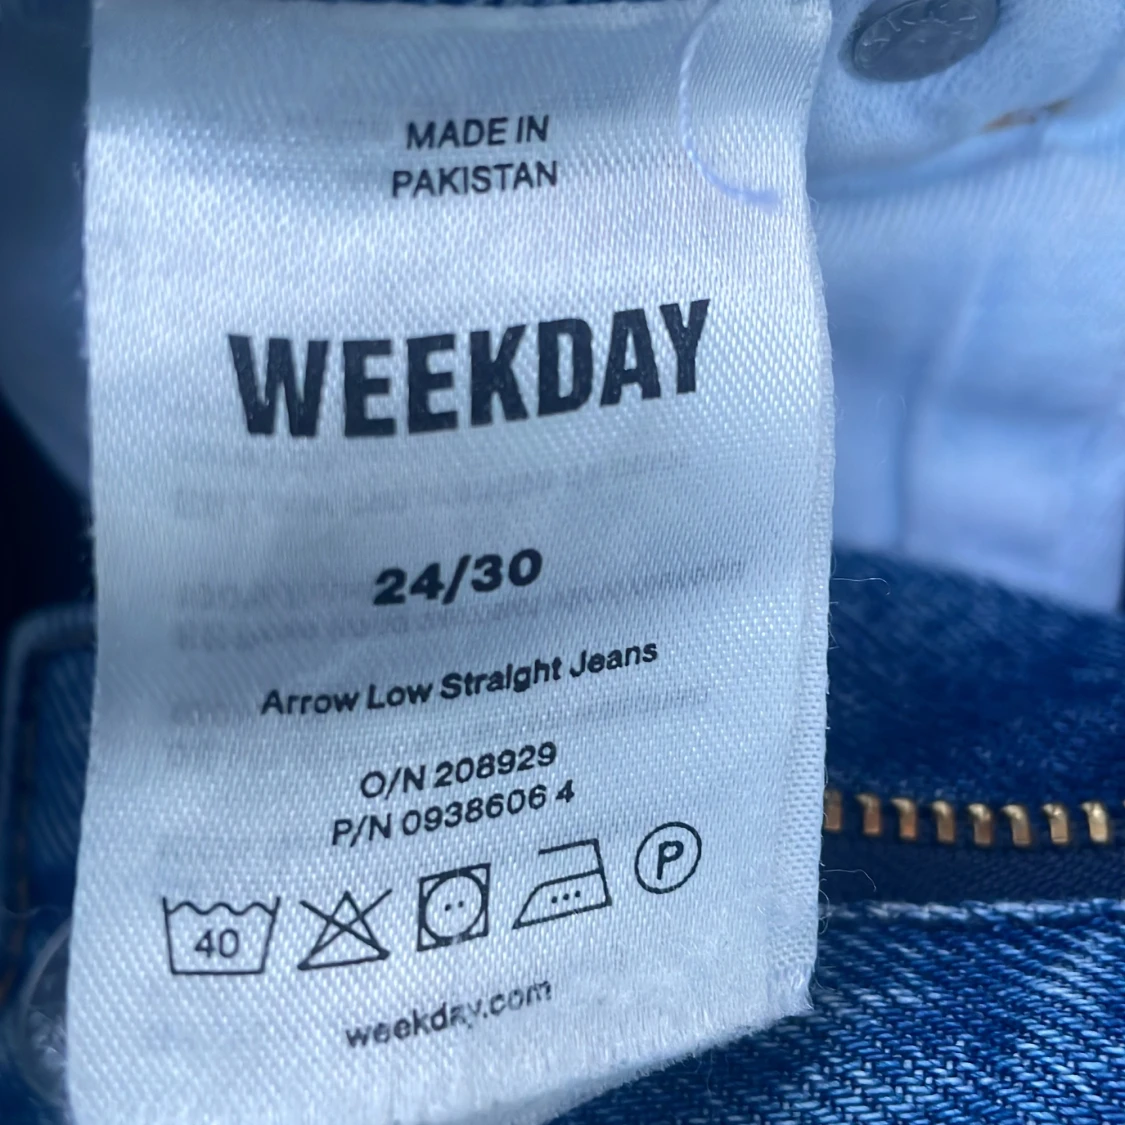 MADE IN
PAKISTAN
WEEKDAY
24/30
Arrow Low Straight Jeans
O/N 208929
P/N 0938606 4
40 P
weekday.com